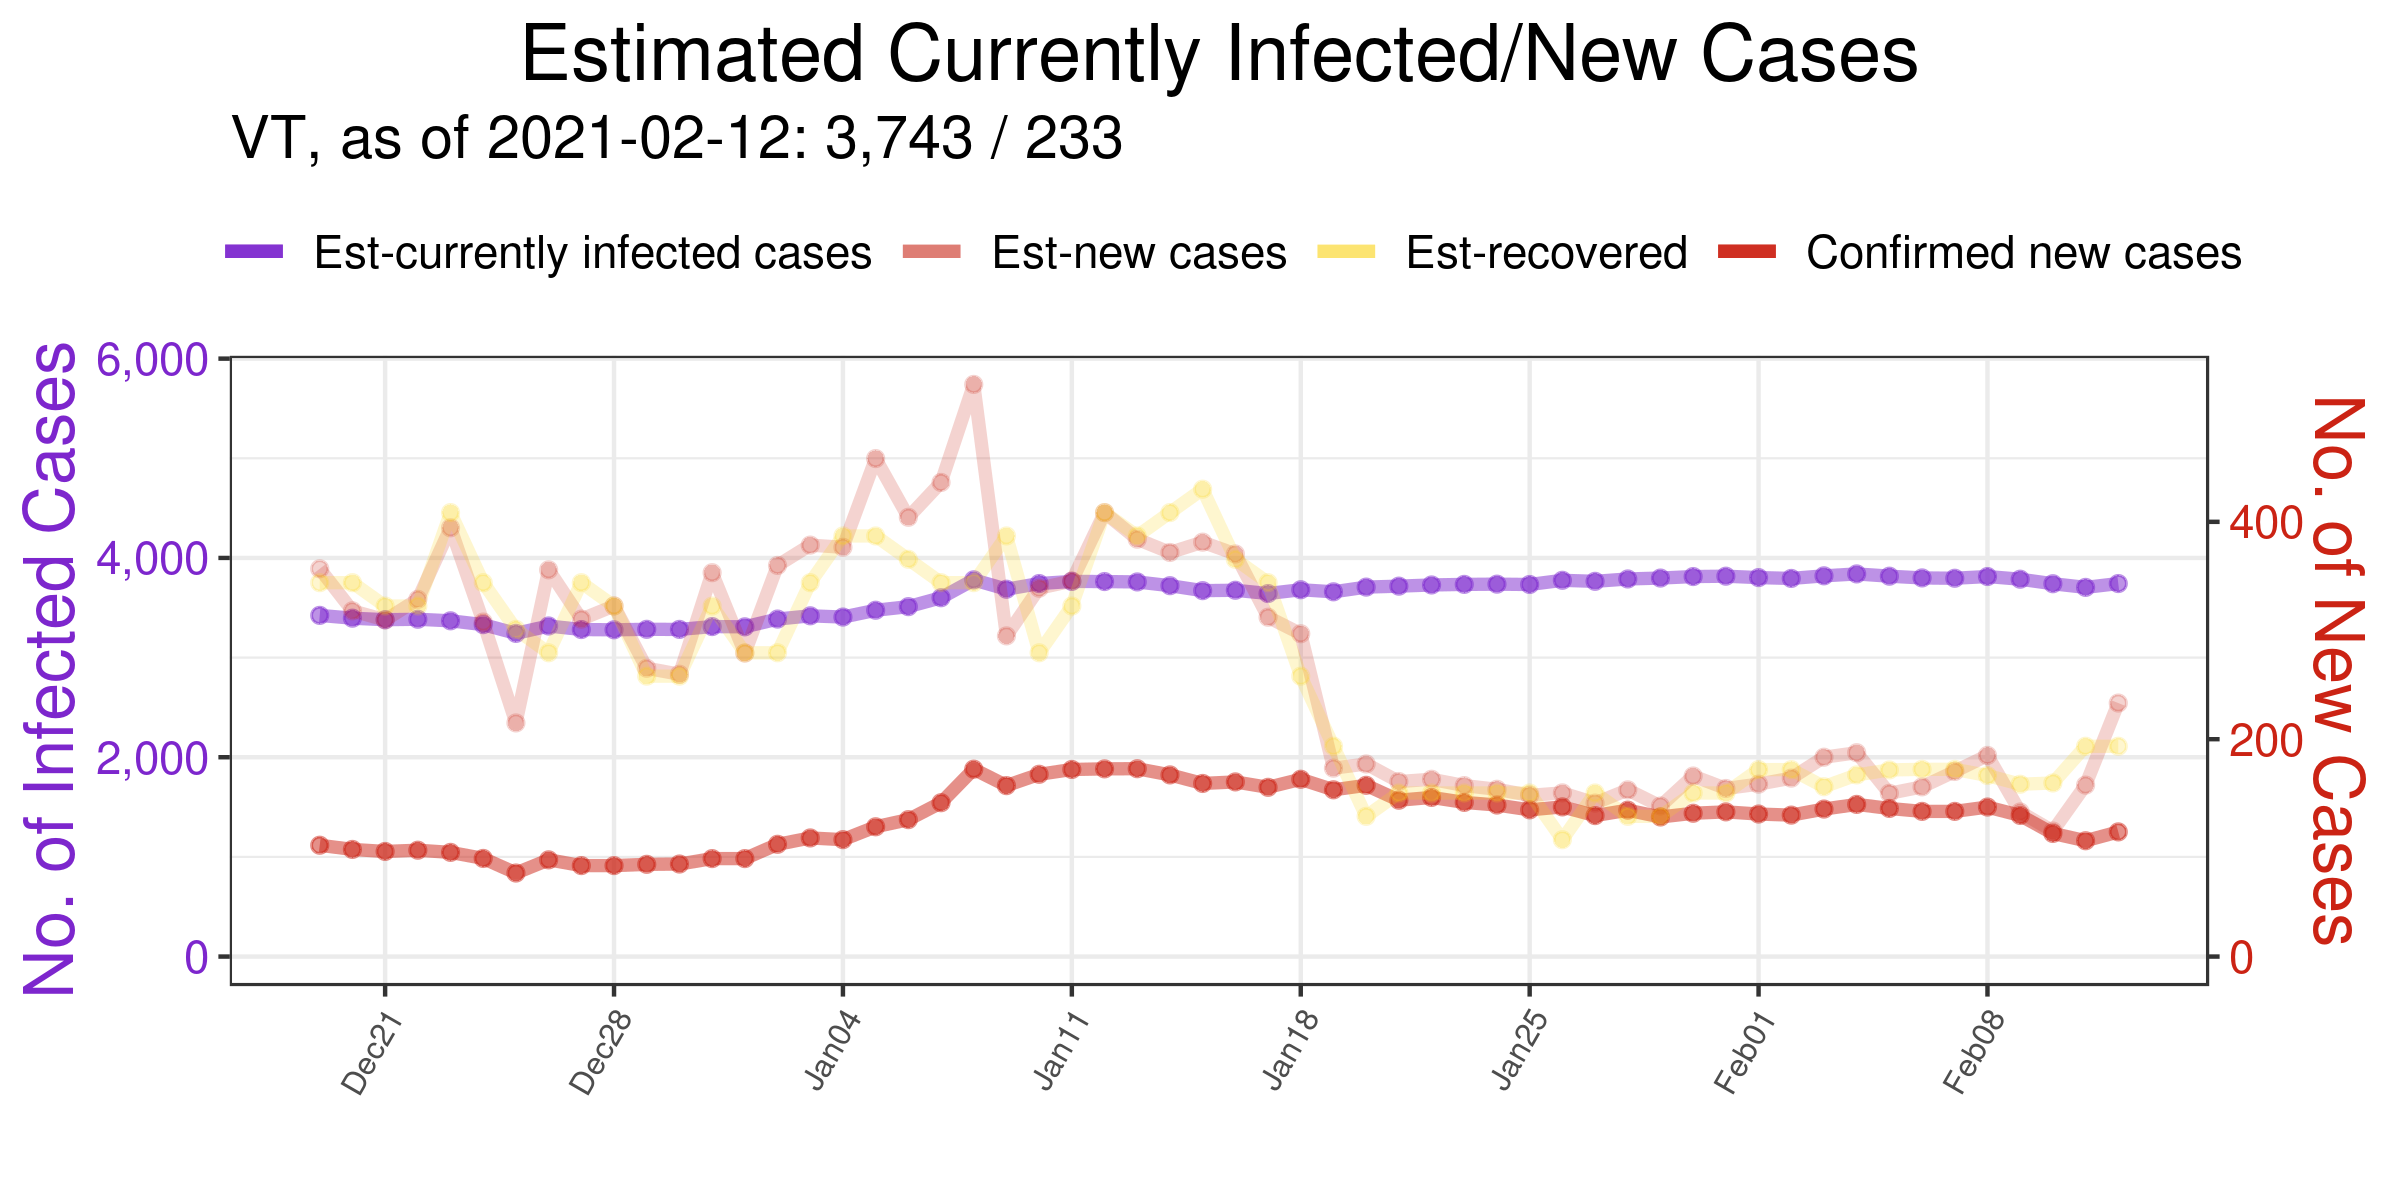 Estimated Currently Infected/New Cases
VT, as of 2021-02-12: 3,743 / 233
Est-currently infected cases
Est-new cases
Est-recovered
Confirmed new cases
No. of Infected Cases
6,000
4,000
2,000
0
No. of New Cases
400
200
0
Dec21
Dec28
Jan04
Jan11
Jan18
Jan25
Feb01
Feb08